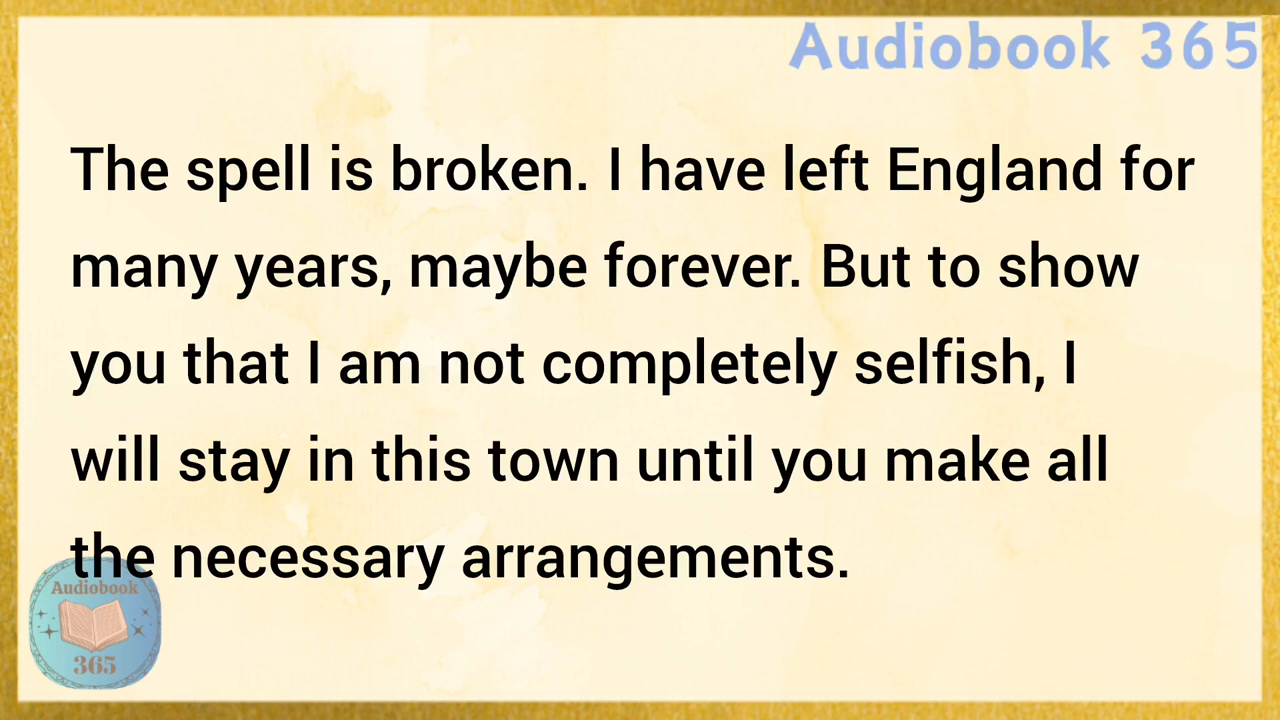 Audiobook 365
The spell is broken. I have left England for
many years, maybe forever. But to show
you that I am not completely selfish, I
will stay in this town until you make all
the necessary arrangements.
Audiobook
365